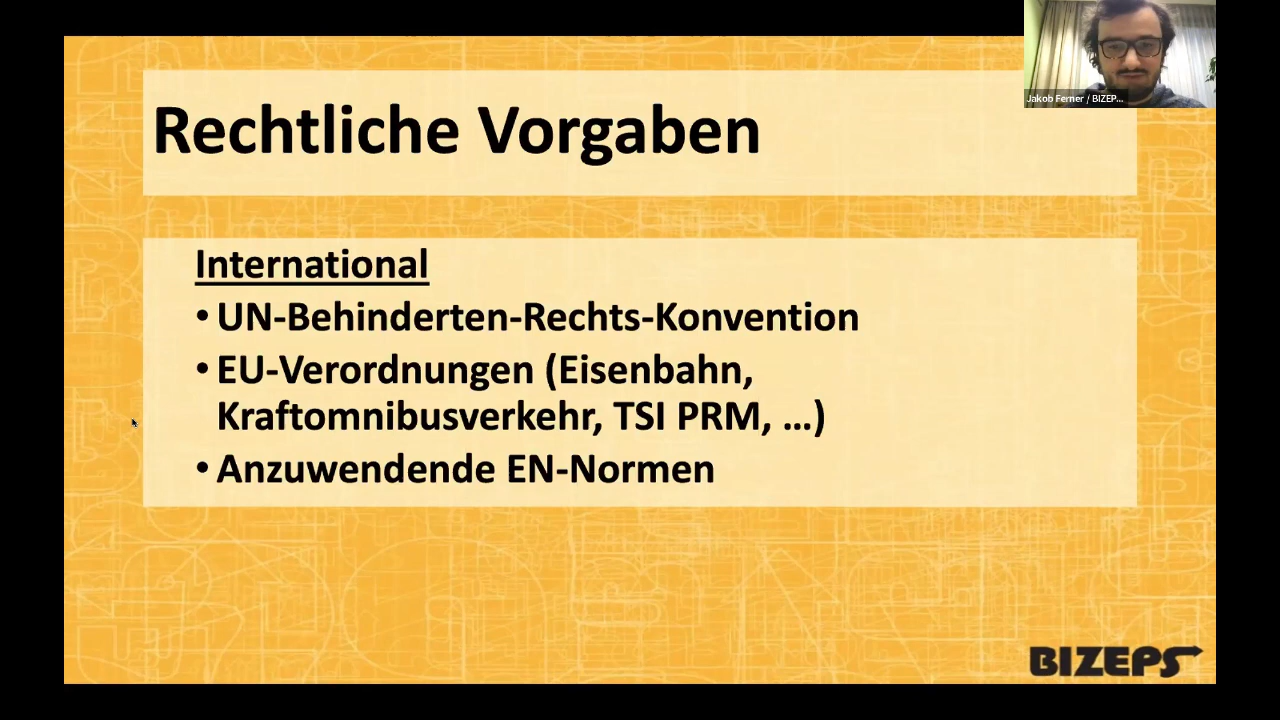 Jakob Ferner / BIZEP...
Rechtliche Vorgaben
International
• UN-Behinderten-Rechts-Konvention
• EU-Verordnungen (Eisenbahn,
Kraftomnibusverkehr, TSI PRM, ...)
• Anzuwendende EN-Normen
BIZEPS